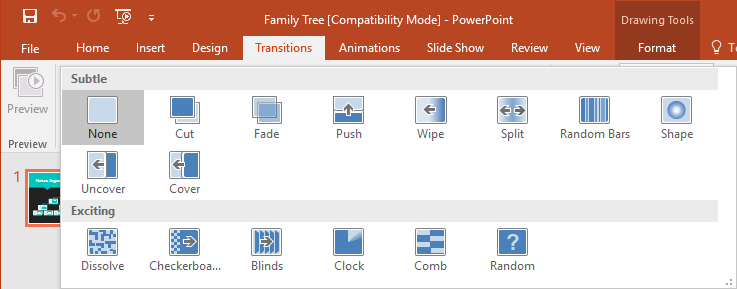 Family Tree [Compatibility Mode] - PowerPoint
Drawing Tools
File Home Insert Design Transitions Animations Slide Show Review View Format
Preview
Preview
Subtle
None Cut Fade Push Wipe Split Random Bars Shape
Uncover Cover
Exciting
Dissolve Checkerboa... Blinds Clock Comb Random
?
1